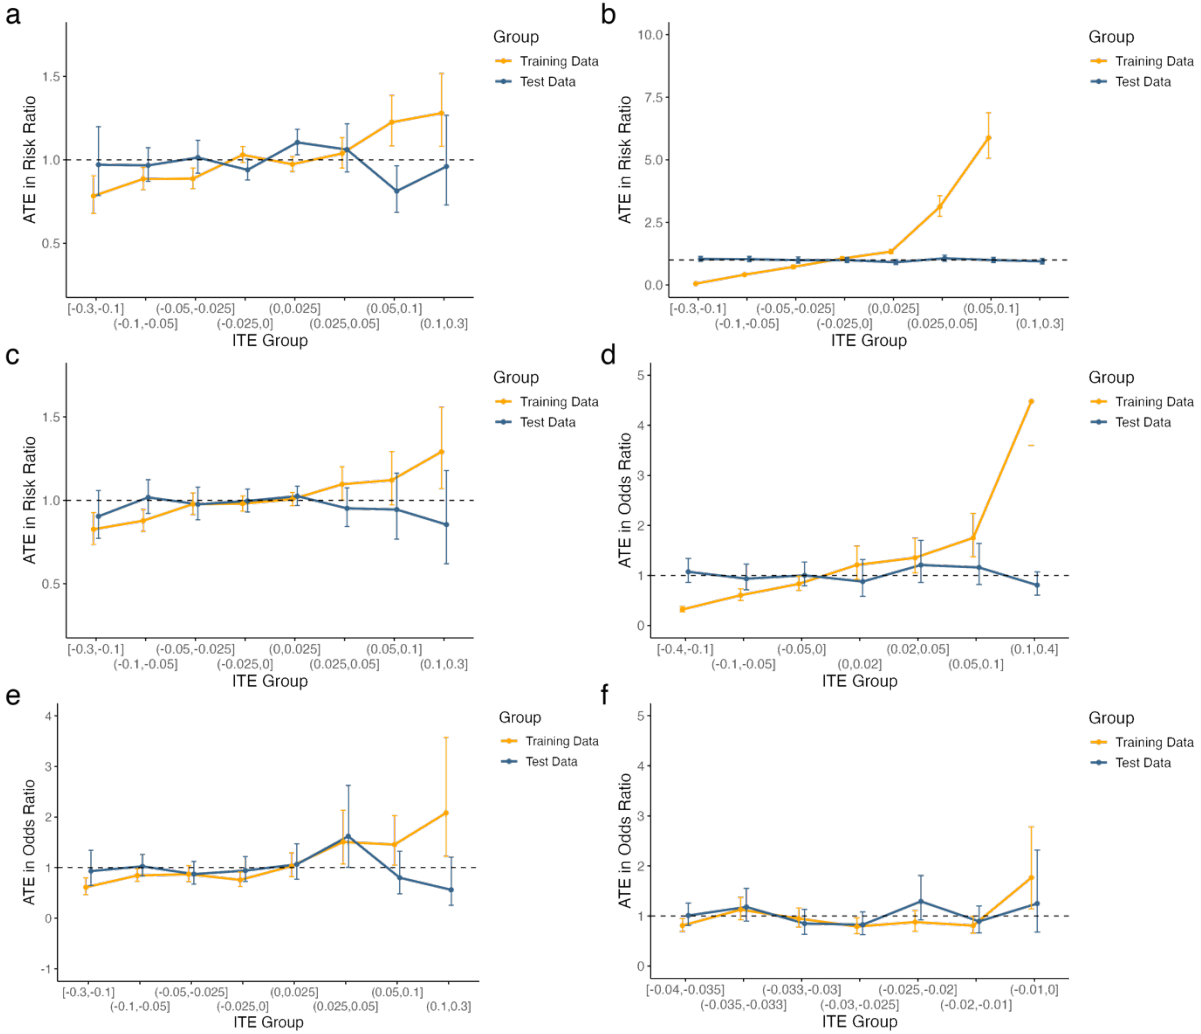 a
ATE in Risk Ratio
1.5
1.0
0.5
[-0.3,-0.1] (-0.05,-0.025] (0,0.025] (0.05,0.1]
(-0.1,-0.05] (-0.025,0] (0.025,0.05] (0.1,0.3]
ITE Group
Group
Training Data
Test Data
b
ATE in Risk Ratio
10.0
7.5
5.0
2.5
0.0
[-0.3,-0.1] (-0.05,-0.025] (0,0.025] (0.05,0.1]
(-0.1,-0.05] (-0.025,0] (0.025,0.05] (0.1,0.3]
ITE Group
Group
Training Data
Test Data
c
ATE in Risk Ratio
1.5
1.0
0.5
[-0.3,-0.1] (-0.05,-0.025] (0,0.025] (0.05,0.1]
(-0.1,-0.05] (-0.025,0] (0.025,0.05] (0.1,0.3]
ITE Group
Group
Training Data
Test Data
d
ATE in Odds Ratio
5
4
3
2
1
0
[-0.4,-0.1] (-0.05,0] (0.02,0.05] (0.1,0.4]
(-0.1,-0.05] (0,0.02] (0.05,0.1]
ITE Group
Group
Training Data
Test Data
e
ATE in Odds Ratio
4
3
2
1
0
-1
[-0.3,-0.1] (-0.05,-0.025] (0,0.025] (0.05,0.1]
(-0.1,-0.05] (-0.025,0] (0.025,0.05] (0.1,0.3]
ITE Group
Group
Training Data
Test Data
f
ATE in Odds Ratio
5
4
3
2
1
0
[-0.04,-0.035] (-0.033,-0.03] (-0.025,-0.02] (-0.01,0]
(-0.035,-0.033] (-0.03,-0.025] (-0.02,-0.01]
ITE Group
Group
Training Data
Test Data